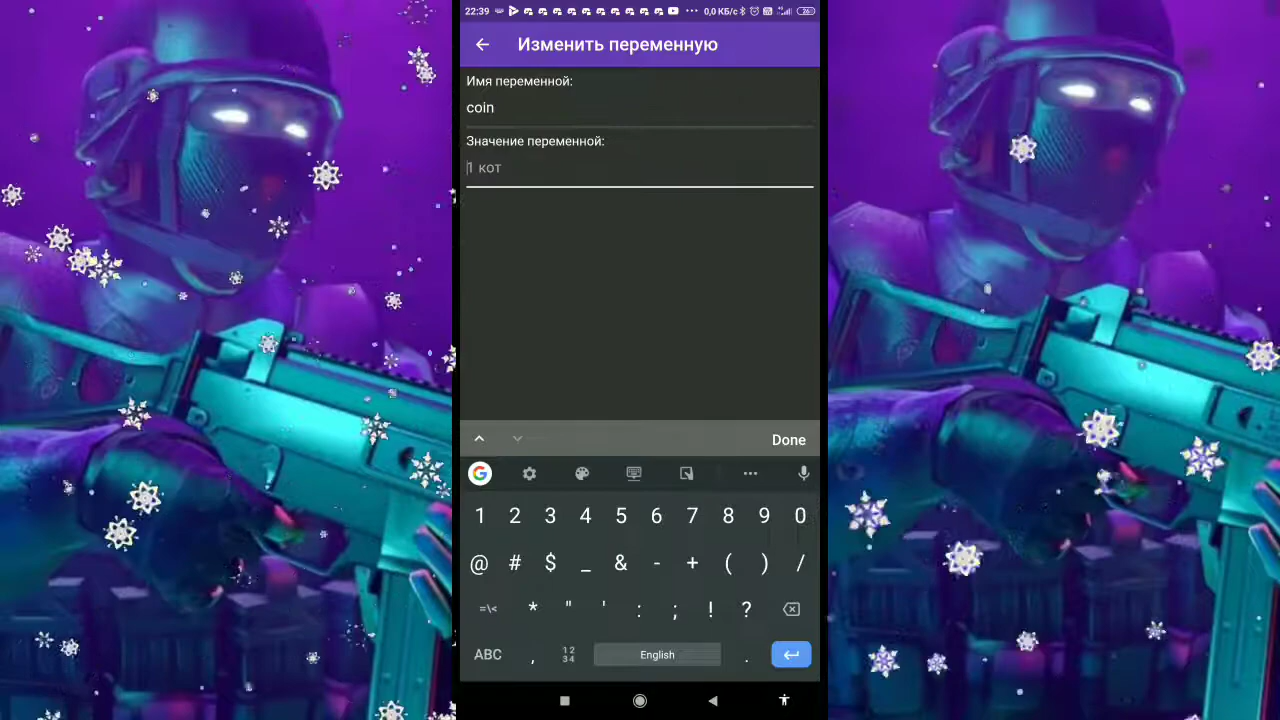 22:39 0,0 КБ/с 26
Изменить переменную
Имя переменной:
coin
Значение переменной:
1 кот
Done
1 2 3 4 5 6 7 8 9 0
@ # $ _ & - + ( ) /
=\< * " ' : ; ! ?
ABC , 12 34 English .